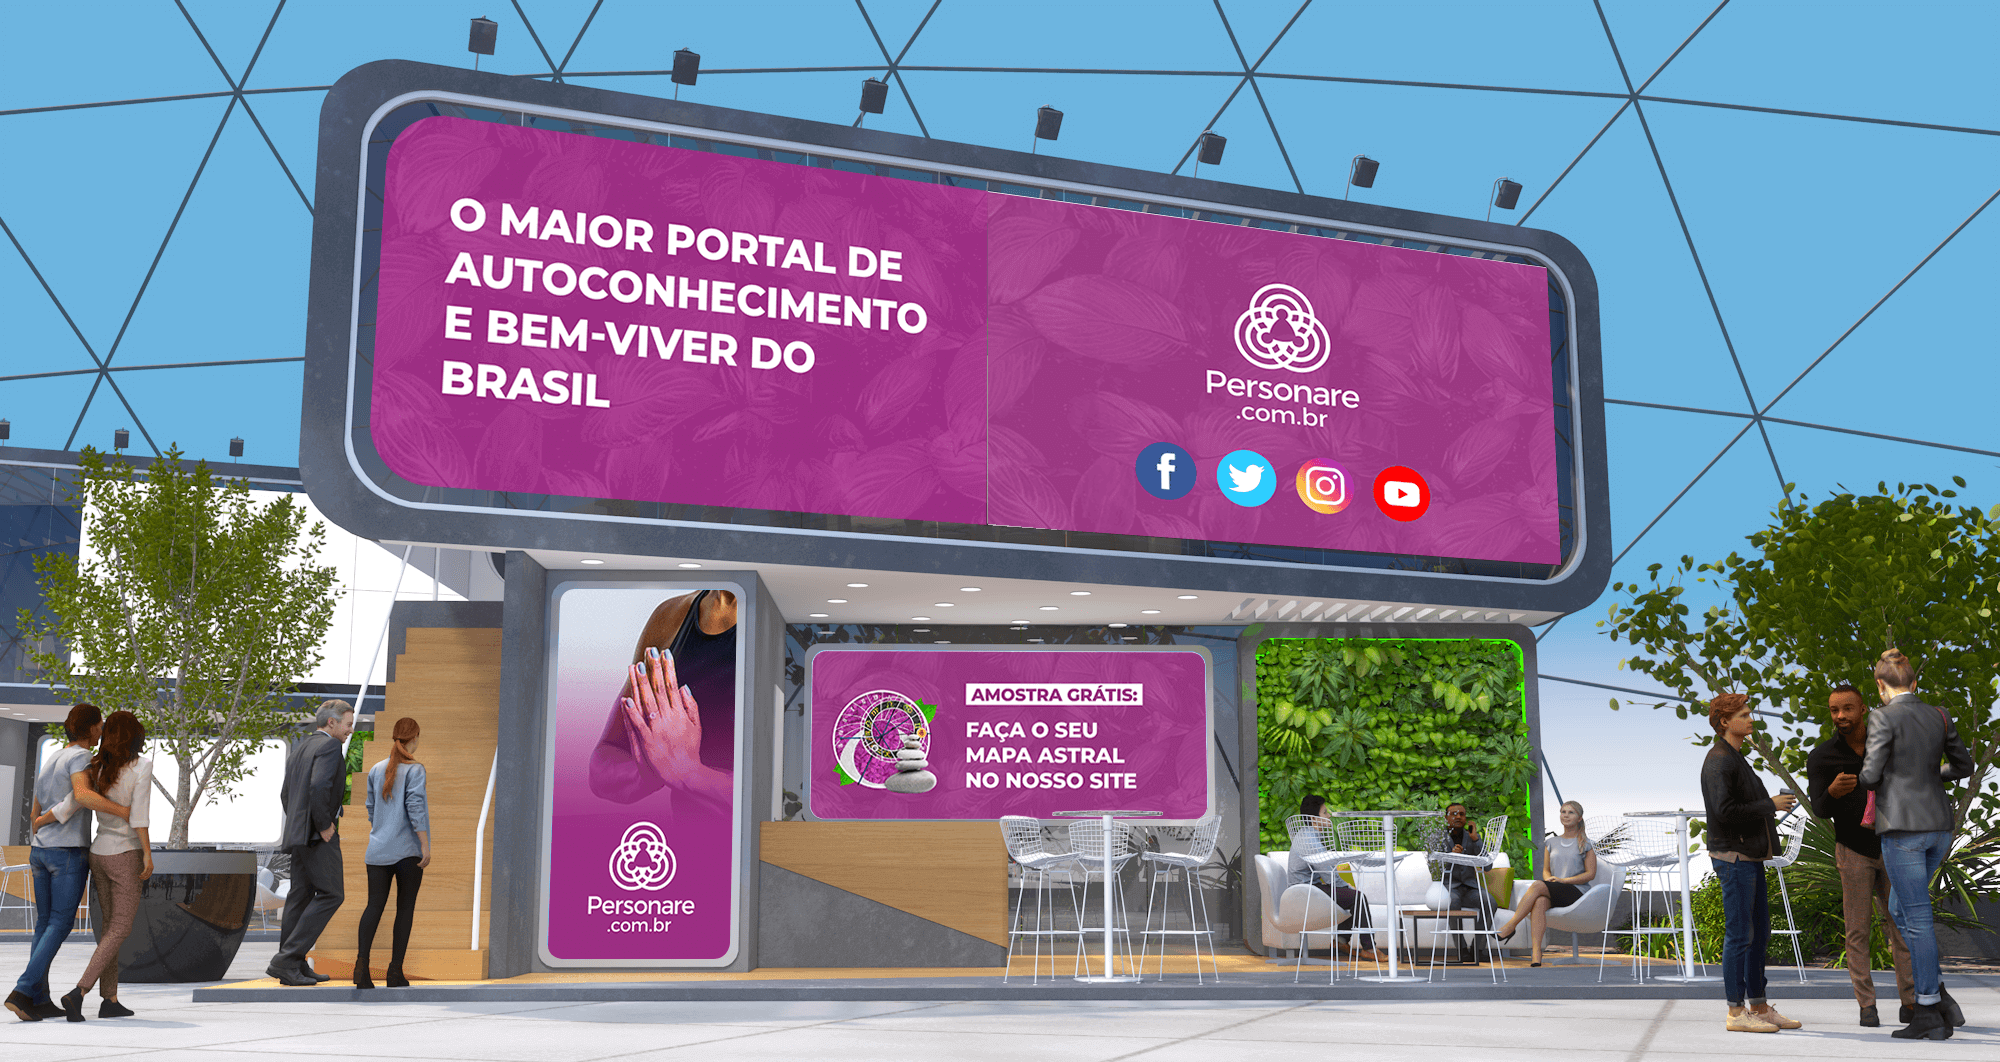 O MAIOR PORTAL DE
AUTOCONHECIMENTO
E BEM-VIVER DO
BRASIL
Personare
.com.br
f
AMOSTRA GRÁTIS:
FAÇA O SEU
MAPA ASTRAL
NO NOSSO SITE
Personare
.com.br